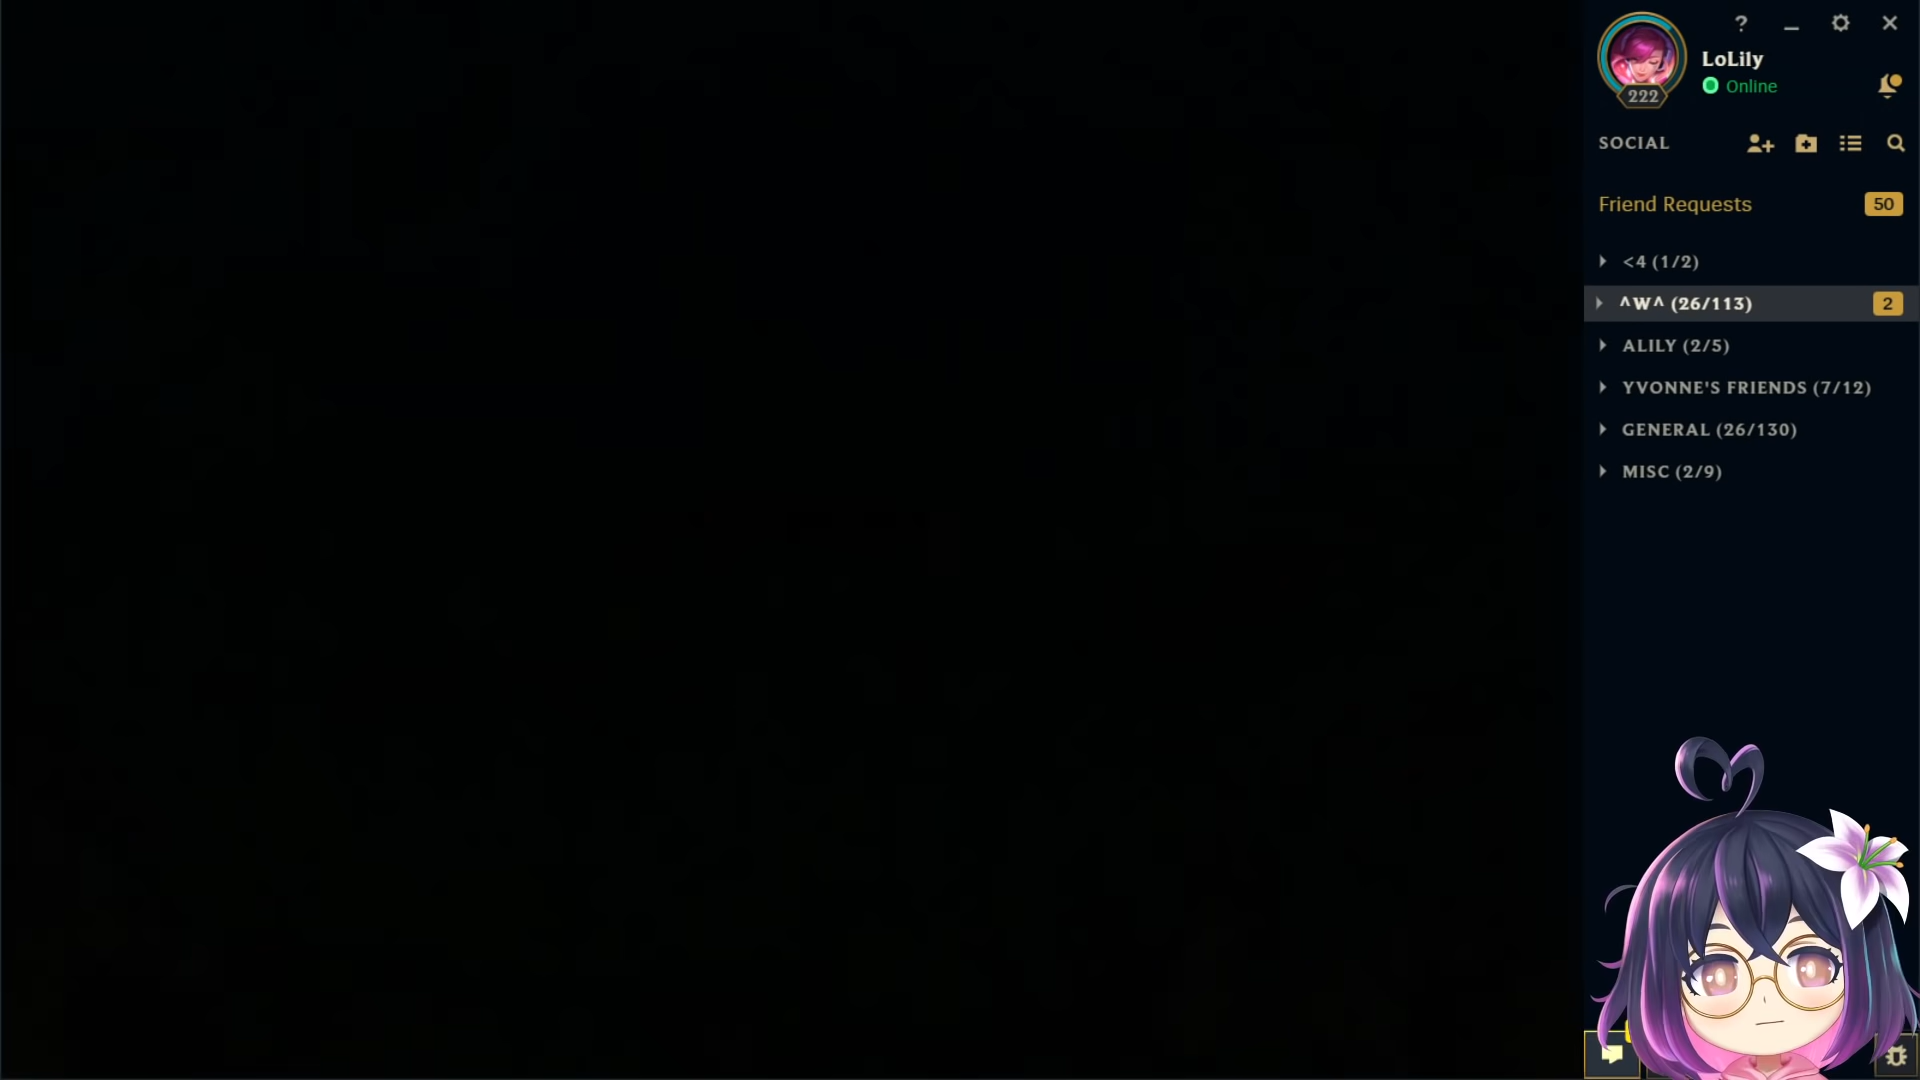 ?
LoLily
Online
222
SOCIAL
Friend Requests 50
<4 (1/2)
^W^ (26/113) 2
ALILY (2/5)
YVONNE'S FRIENDS (7/12)
GENERAL (26/130)
MISC (2/9)